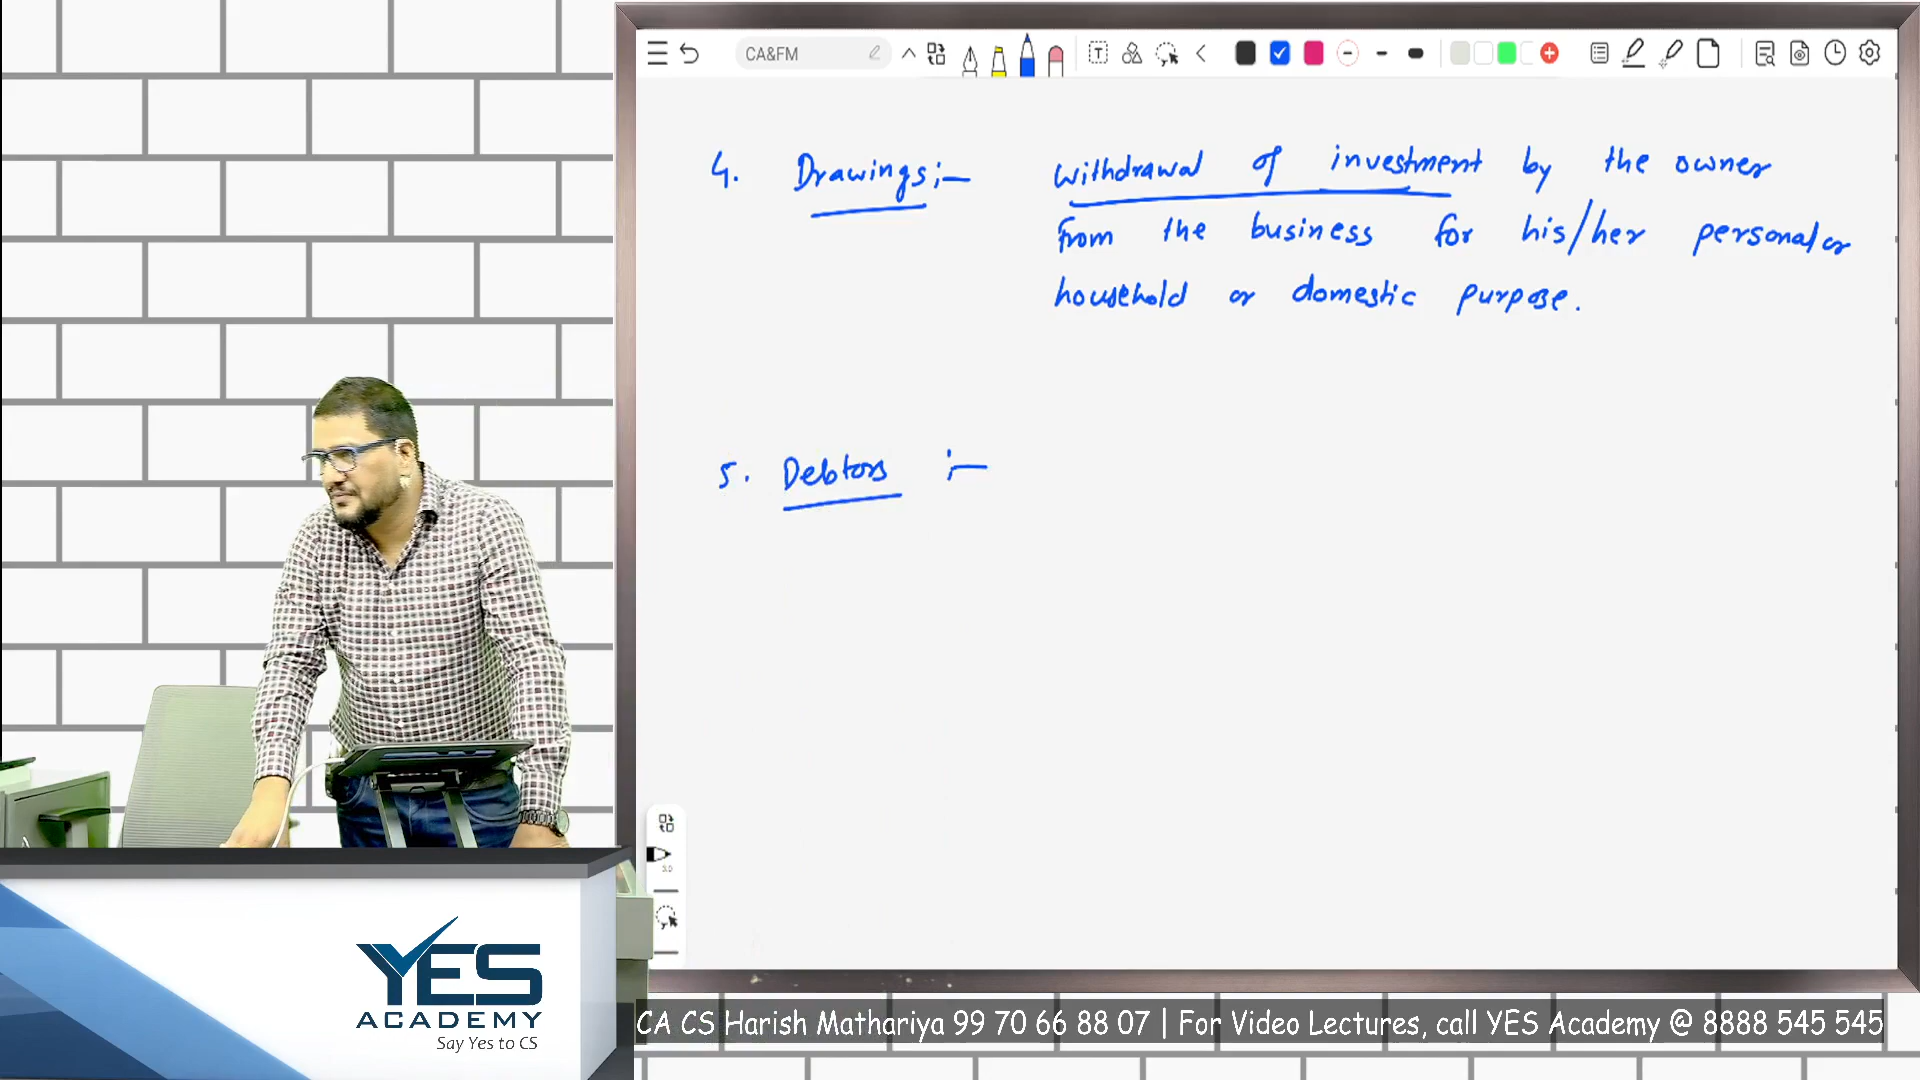 CA&FM
4. Drawings :- withdrawal of investment by the owner
from the business for his/her personal or
household or domestic purpose.
5. Debtors :-
YES
ACADEMY
Say Yes to CS
CA CS Harish Mathariya 99 70 66 88 07 | For Video Lectures, call YES Academy @ 8888 545 545